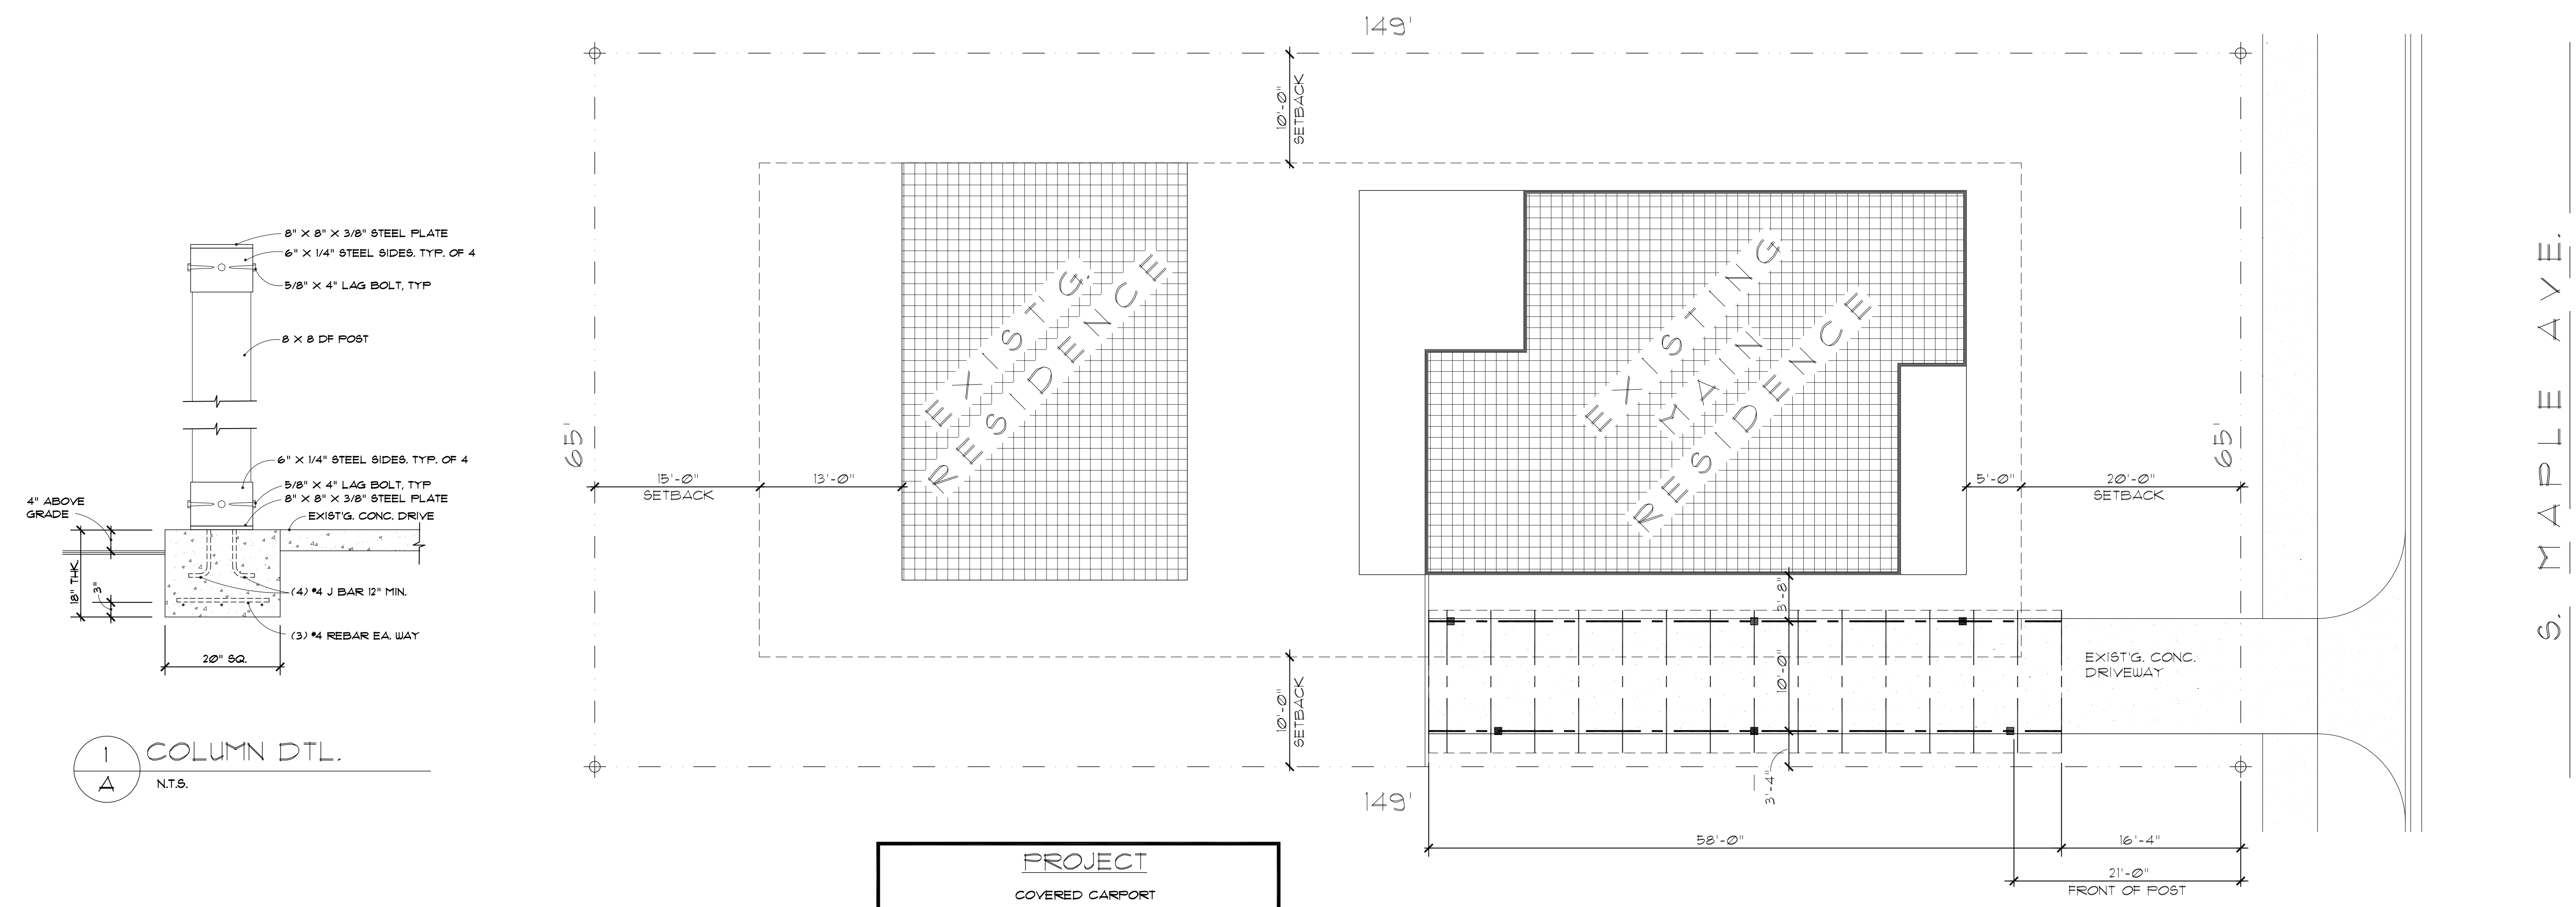 8" X 8" X 3/8" STEEL PLATE
6" X 1/4" STEEL SIDES. TYP. OF 4
5/8" X 4" LAG BOLT, TYP
8 X 8 DF POST
6" X 1/4" STEEL SIDES. TYP. OF 4
5/8" X 4" LAG BOLT, TYP
8" X 8" X 3/8" STEEL PLATE
EXIST'G. CONC. DRIVE
4" ABOVE
GRADE
18" THK.
3"
(4) #4 J BAR 12" MIN.
(3) #4 REBAR EA. WAY
20" SQ.
1
A
COLUMN DTL.
N.T.S.
149'
10'-0"
SETBACK
65'
15'-0"
SETBACK
13'-0"
EXIST'G.
RESIDENCE
EXISTING
MAIN
RESIDENCE
5'-0"
20'-0"
SETBACK
65'
S. MAPLE AVE.
3'-8"
10'-0"
3'-4"
EXIST'G. CONC.
DRIVEWAY
10'-0"
SETBACK
149'
58'-0"
16'-4"
21'-0"
FRONT OF POST
PROJECT
COVERED CARPORT